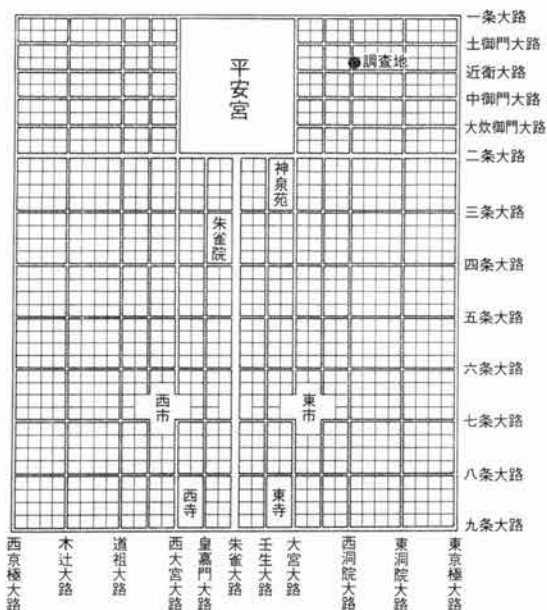 一条大路
土御門大路
調査地
近衛大路
中御門大路
大炊御門大路
二条大路
平安宮
神泉苑
三条大路
朱雀院
四条大路
五条大路
六条大路
西市
東市
七条大路
八条大路
西寺
東寺
九条大路
西京極大路
木辻大路
道祖大路
西大宮大路
皇嘉門大路
朱雀大路
壬生大路
大宮大路
西洞院大路
東洞院大路
東京極大路